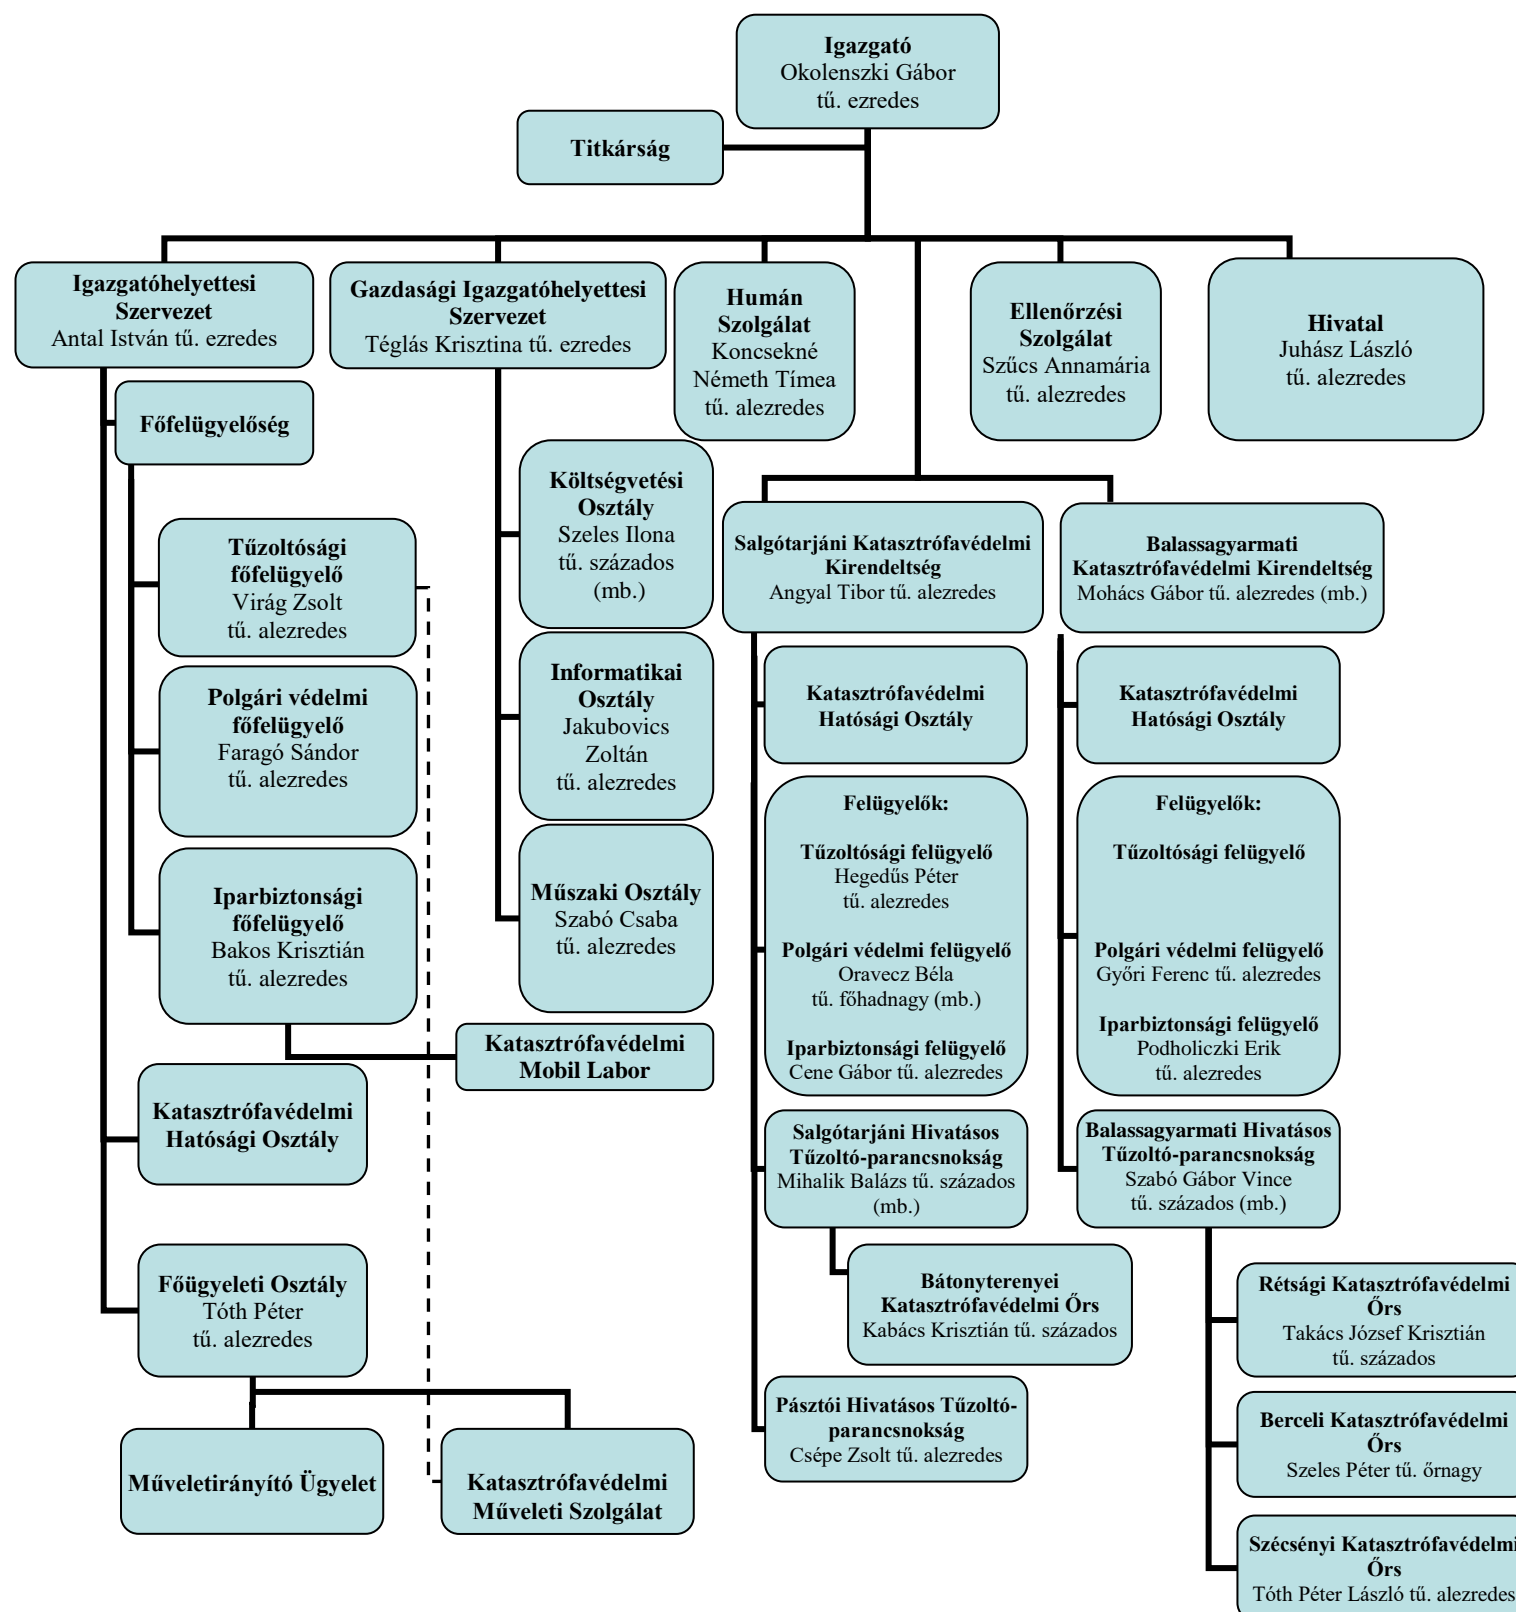 Igazgató
Okolenszki Gábor
tű. ezredes
Titkárság
Igazgatóhelyettesi
Szervezet
Antal István tű. ezredes
Gazdasági Igazgatóhelyettesi
Szervezet
Téglás Krisztina tű. ezredes
Humán
Szolgálat
Koncsekné
Németh Tímea
tű. alezredes
Ellenőrzési
Szolgálat
Szűcs Annamária
tű. alezredes
Hivatal
Juhász László
tű. alezredes
Főfelügyelőség
Tűzoltósági
főfelügyelő
Virág Zsolt
tű. alezredes
Polgári védelmi
főfelügyelő
Faragó Sándor
tű. alezredes
Iparbiztonsági
főfelügyelő
Bakos Krisztián
tű. alezredes
Katasztrófavédelmi
Mobil Labor
Katasztrófavédelmi
Hatósági Osztály
Főügyeleti Osztály
Tóth Péter
tű. alezredes
Műveletirányító Ügyelet
Katasztrófavédelmi
Műveleti Szolgálat
Költségvetési
Osztály
Szeles Ilona
tű. százados
(mb.)
Informatikai
Osztály
Jakubovics
Zoltán
tű. alezredes
Műszaki Osztály
Szabó Csaba
tű. alezredes
Salgótarjáni Katasztrófavédelmi
Kirendeltség
Angyal Tibor tű. alezredes
Katasztrófavédelmi
Hatósági Osztály
Felügyelők:
Tűzoltósági felügyelő
Hegedűs Péter
tű. alezredes
Polgári védelmi felügyelő
Oravecz Béla
tű. főhadnagy (mb.)
Iparbiztonsági felügyelő
Cene Gábor tű. alezredes
Salgótarjáni Hivatásos
Tűzoltó-parancsnokság
Mihalik Balázs tű. százados
(mb.)
Bátonyterenyei
Katasztrófavédelmi Őrs
Kabács Krisztián tű. százados
Pásztói Hivatásos Tűzoltó-
parancsnokság
Csépe Zsolt tű. alezredes
Balassagyarmati
Katasztrófavédelmi Kirendeltség
Mohács Gábor tű. alezredes (mb.)
Katasztrófavédelmi
Hatósági Osztály
Felügyelők:
Tűzoltósági felügyelő
Polgári védelmi felügyelő
Győri Ferenc tű. alezredes
Iparbiztonsági felügyelő
Podholiczki Erik
tű. alezredes
Balassagyarmati Hivatásos
Tűzoltó-parancsnokság
Szabó Gábor Vince
tű. százados (mb.)
Rétsági Katasztrófavédelmi
Őrs
Takács József Krisztián
tű. százados
Berceli Katasztrófavédelmi
Őrs
Szeles Péter tű. őrnagy
Szécsényi Katasztrófavédelmi
Őrs
Tóth Péter László tű. alezredes